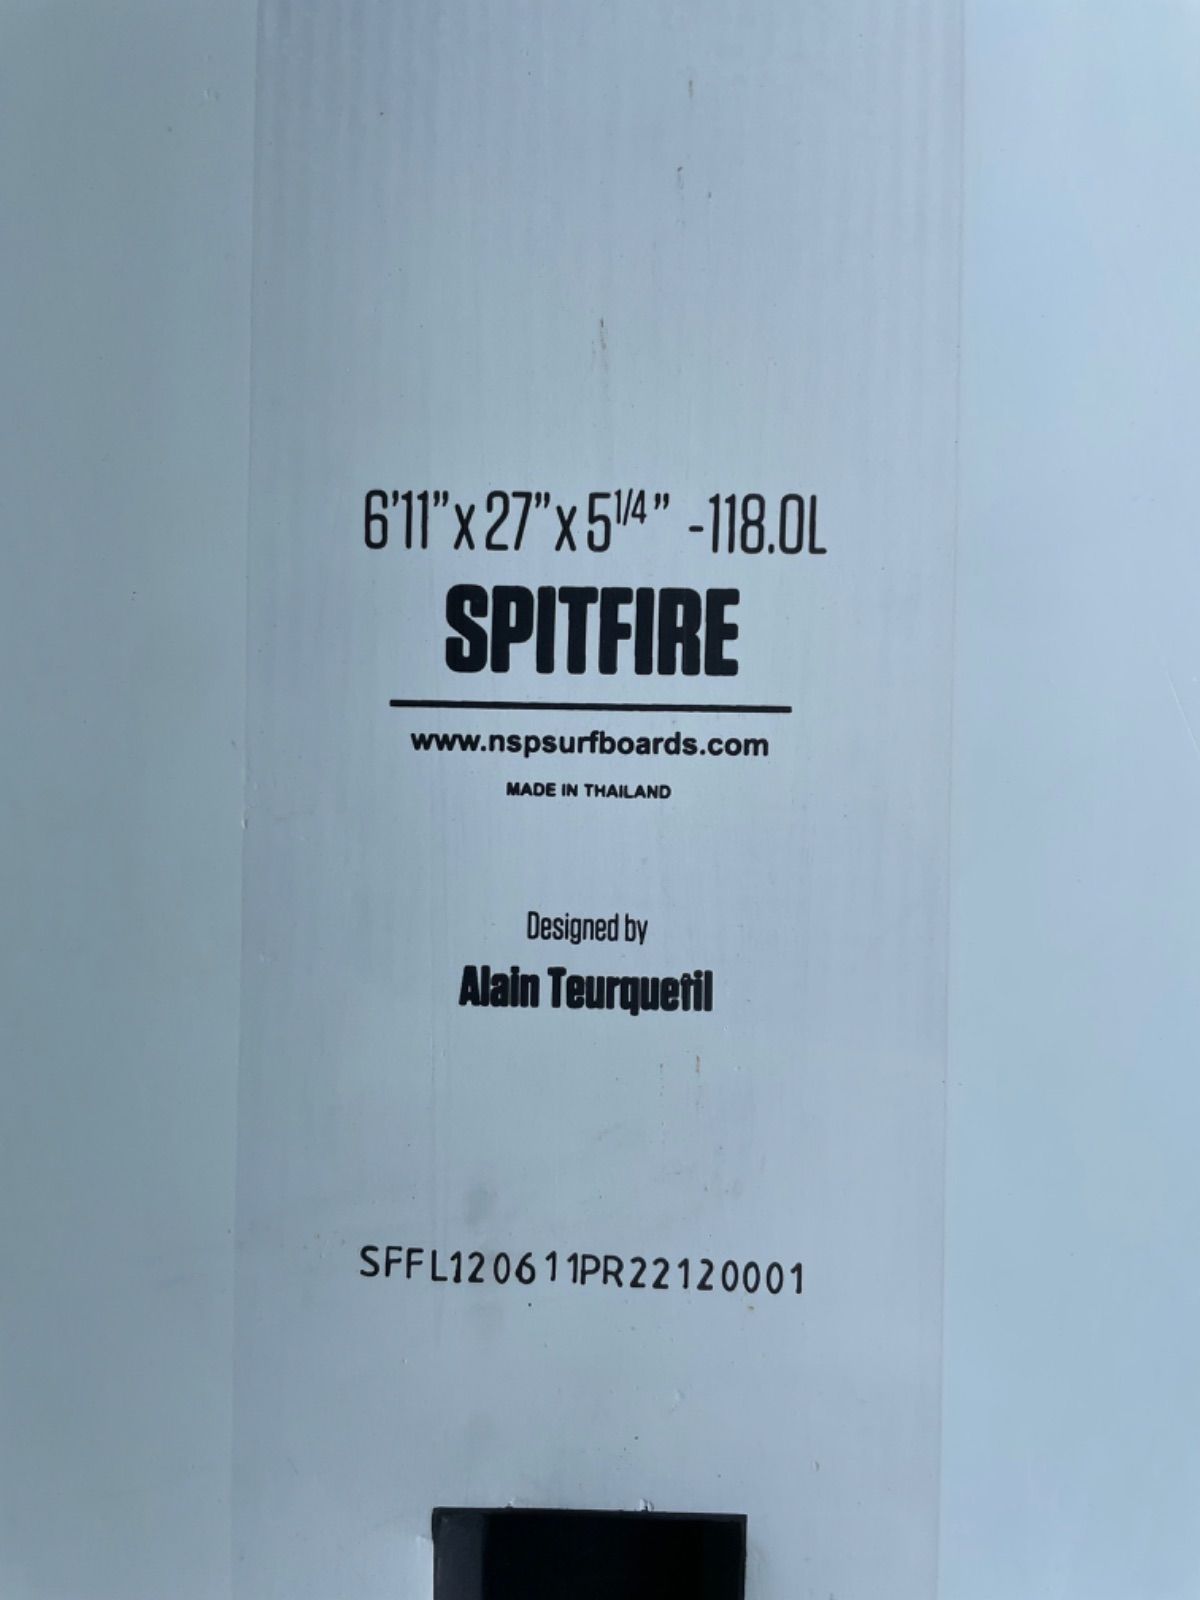 6'11"x27"x5 1/4" -118.0L
SPITFIRE
www.nspsurfboards.com
MADE IN THAILAND
Designed by
Alain Teurquetil
SFFL120611PR22120001